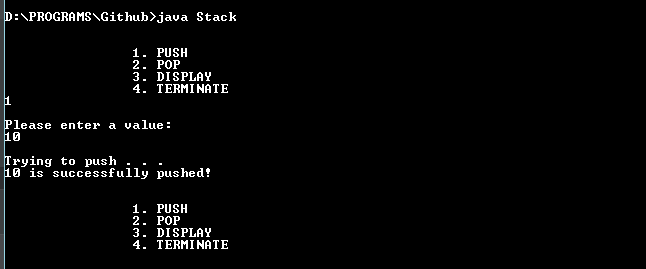 D:\PROGRAMS\Github>java Stack
1. PUSH
2. POP
3. DISPLAY
4. TERMINATE
1
Please enter a value:
10
Trying to push . . .
10 is successfully pushed!
1. PUSH
2. POP
3. DISPLAY
4. TERMINATE